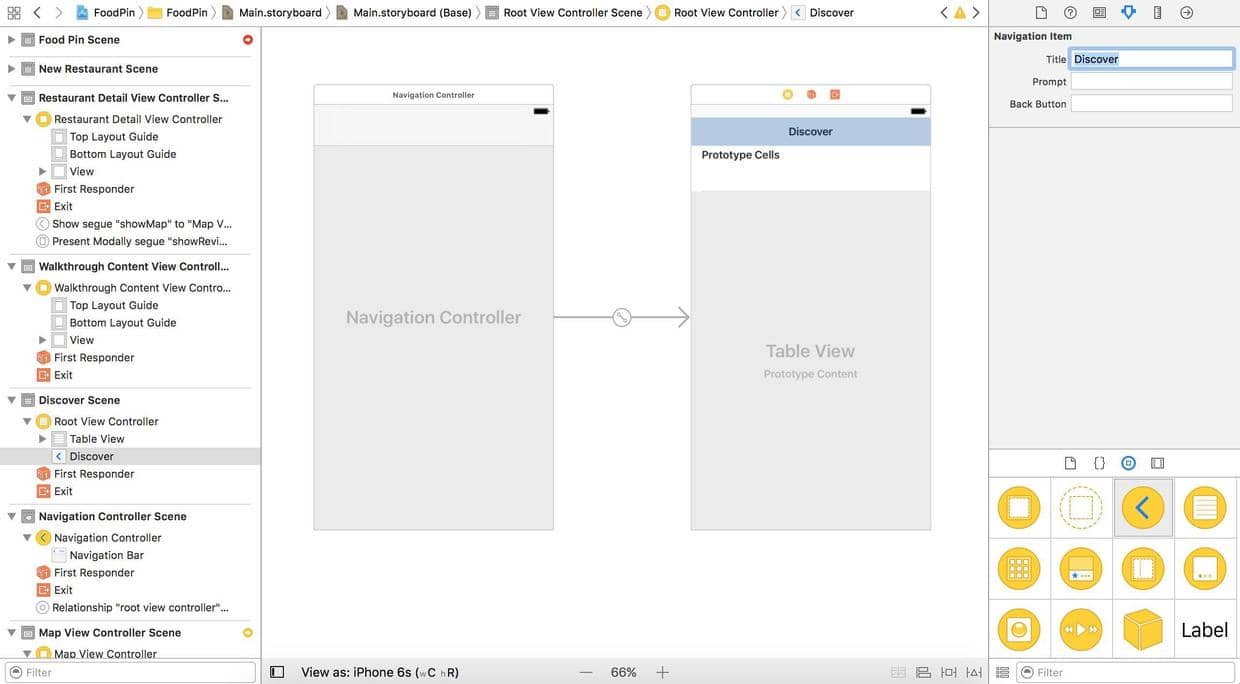 FoodPin
FoodPin
Main.storyboard
Main.storyboard (Base)
Root View Controller Scene
Root View Controller
Discover
Food Pin Scene
New Restaurant Scene
Restaurant Detail View Controller S...
Restaurant Detail View Controller
Top Layout Guide
Bottom Layout Guide
View
First Responder
Exit
Show segue "showMap" to "Map V...
Present Modally segue "showRevi...
Walkthrough Content View Controll...
Walkthrough Content View Contro...
Top Layout Guide
Bottom Layout Guide
View
First Responder
Exit
Discover Scene
Root View Controller
Table View
Discover
First Responder
Exit
Navigation Controller Scene
Navigation Controller
Navigation Bar
First Responder
Exit
Relationship "root view controller"...
Map View Controller Scene
Map View Controller
Filter
Navigation Controller
Navigation Controller
Discover
Prototype Cells
Table View
Prototype Content
View as: iPhone 6s (wC hR)
66%
Navigation Item
Title Discover
Prompt
Back Button
Label
Filter